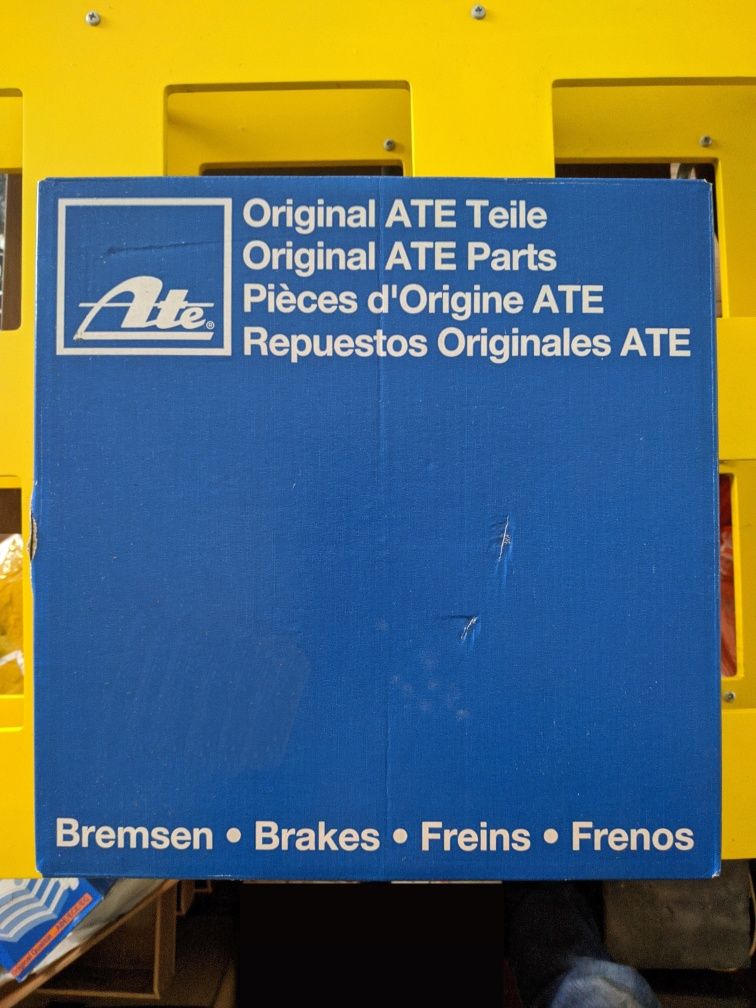 Original ATE Teile
Original ATE Parts
Pièces d'Origine ATE
Repuestos Originales ATE
Ate®
Bremsen • Brakes • Freins • Frenos